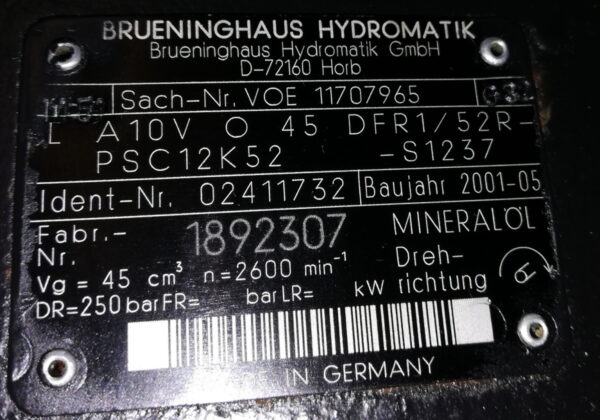 BRUENINGHAUS HYDROMATIK
Brueninghaus Hydromatik GmbH
D-72160 Horb
Sach-Nr. VOE 11707965
L A10V O 45 DFR1/52R-
PSC12K52 -S1237
Ident-Nr. 02411732 Baujahr 2001-05
Fabr.-
Nr. 1892307 MINERALÖL
Vg = 45 cm³ n=2600 min⁻¹ Dreh-
richtung
DR=250 bar FR= bar LR= kW
IN GERMANY